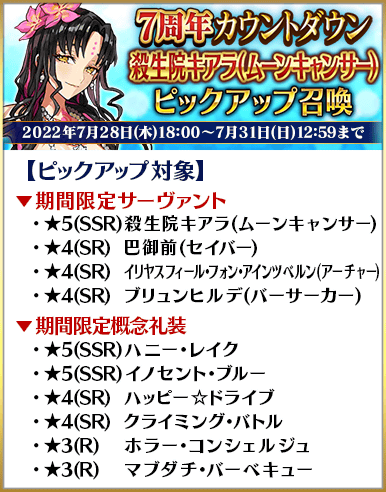 7周年カウントダウン
殺生院キアラ(ムーンキャンサー)
ピックアップ召喚
2022年7月28日(木)18:00～7月31日(日)12:59まで
【ピックアップ対象】
▼期間限定サーヴァント
・★5(SSR)殺生院キアラ(ムーンキャンサー)
・★4(SR) 巴御前(セイバー)
・★4(SR) イリヤスフィール・フォン・アインツベルン(アーチャー)
・★4(SR) ブリュンヒルデ(バーサーカー)
▼期間限定概念礼装
・★5(SSR)ハニー・レイク
・★5(SSR)イノセント・ブルー
・★4(SR) ハッピー☆ドライブ
・★4(SR) クライミング・バトル
・★3(R) ホラー・コンシェルジュ
・★3(R) マブダチ・バーベキュー